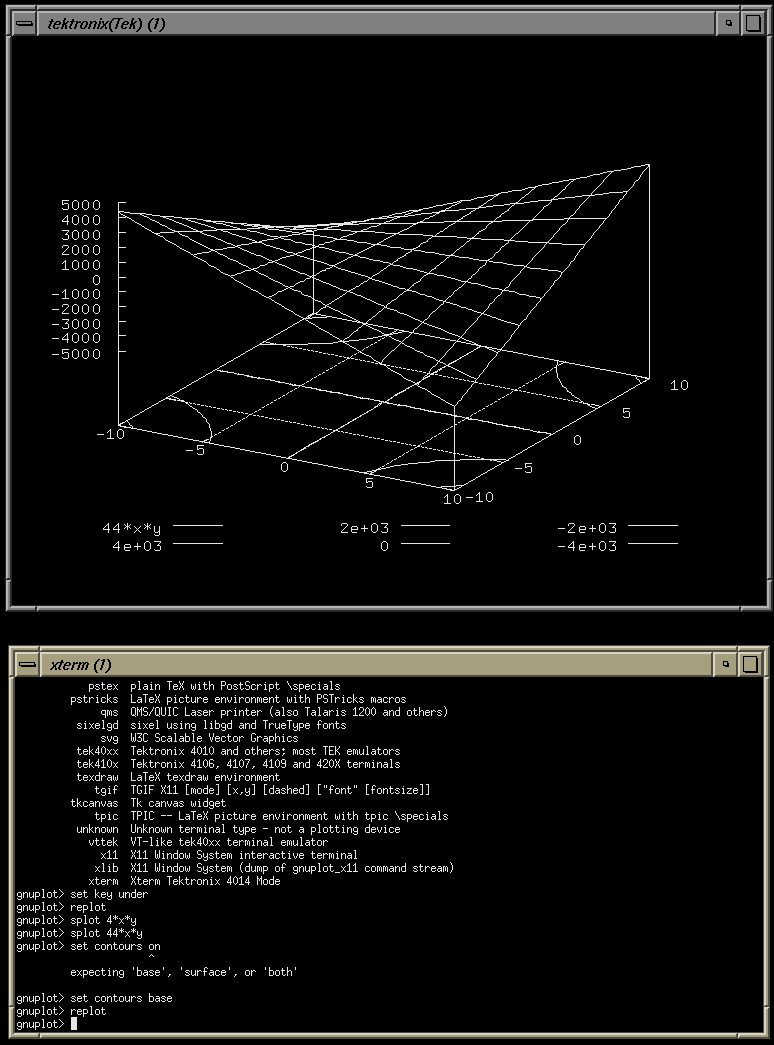 tektronix(Tek) (1)
5000
4000
3000
2000
1000
0
-1000
-2000
-3000
-4000
-5000
-10
-5
0
5
10
-10
-5
0
5
10
44*x*y
4e+03
2e+03
0
-2e+03
-4e+03
xterm (1)
pstex plain TeX with PostScript \specials
pstricks LaTeX picture environment with PSTricks macros
qms QMS/QUIC Laser printer (also Talaris 1200 and others)
sixelgd sixel using libgd and TrueType fonts
svg W3C Scalable Vector Graphics
tek40xx Tektronix 4010 and others; most TEK emulators
tek410x Tektronix 4106, 4107, 4109 and 420X terminals
texdraw LaTeX texdraw environment
tgif TGIF X11 [mode] [x,y] [dashed] ["font" [fontsize]]
tkcanvas Tk canvas widget
tpic TPIC -- LaTeX picture environment with tpic \specials
unknown Unknown terminal type - not a plotting device
vttek VT-like tek40xx terminal emulator
x11 X11 Window System interactive terminal
xlib X11 Window System (dump of gnuplot_x11 command stream)
xterm Xterm Tektronix 4014 Mode
gnuplot> set key under
gnuplot> replot
gnuplot> splot 4*x*y
gnuplot> splot 44*x*y
gnuplot> set contours on
^
expecting 'base', 'surface', or 'both'
gnuplot> set contours base
gnuplot> replot
gnuplot>